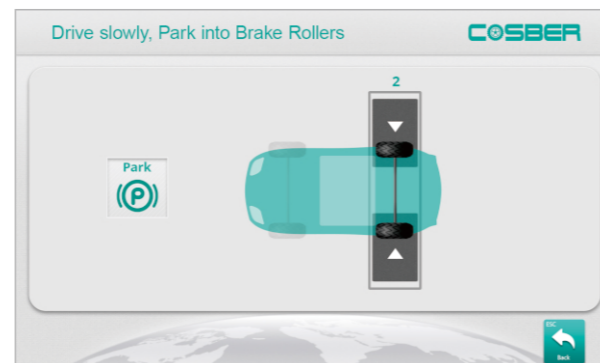 Drive slowly, Park into Brake Rollers
COSBER
2
Park
P
ESC
Back